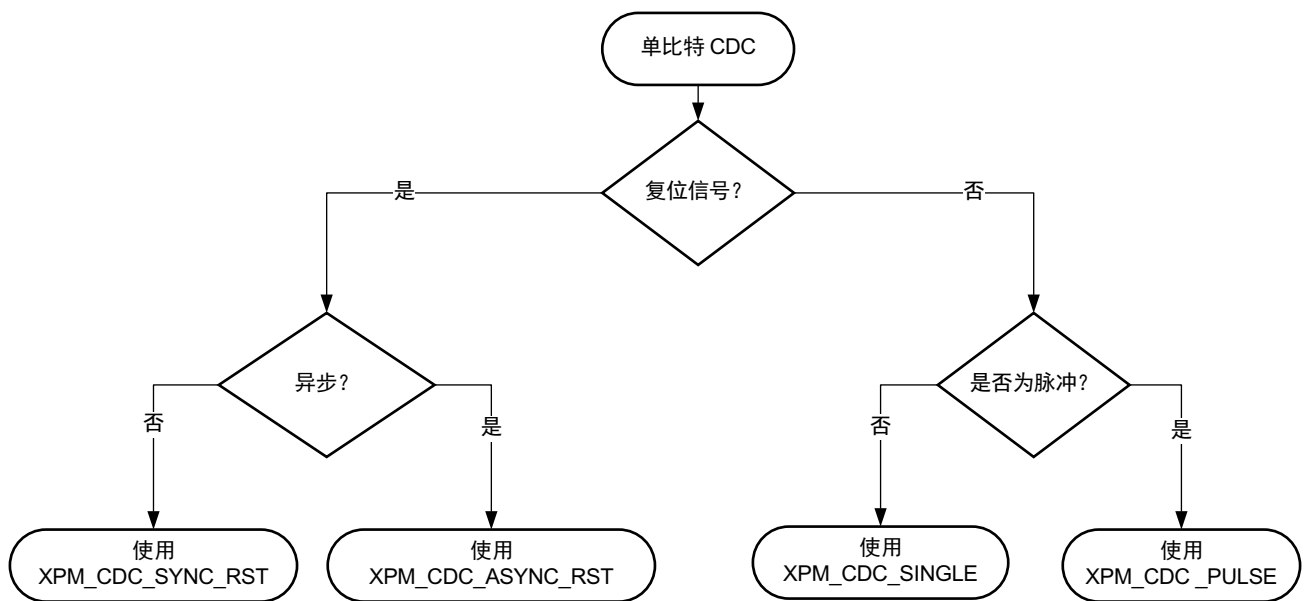 单比特 CDC
复位信号？
是
否
异步？
是否为脉冲？
否
是
否
是
使用
XPM_CDC_SYNC_RST
使用
XPM_CDC_ASYNC_RST
使用
XPM_CDC_SINGLE
使用
XPM_CDC _PULSE